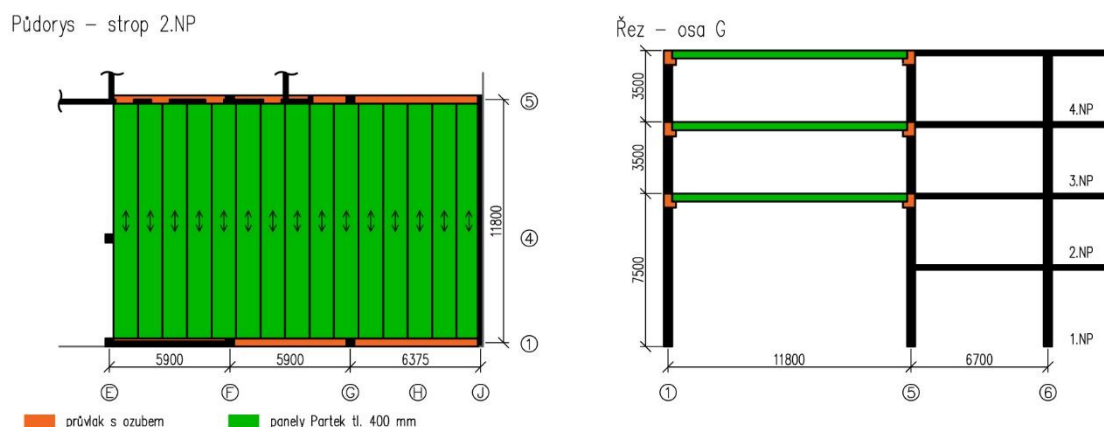 Půdorys – strop 2.NP
5
11800
4
1
5900
5900
6375
E
F
G
H
J
průvlak s ozubem
panely Partek tl. 400 mm
Řez – osa G
3500
4.NP
3500
3.NP
7500
2.NP
1.NP
11800
6700
1
5
6